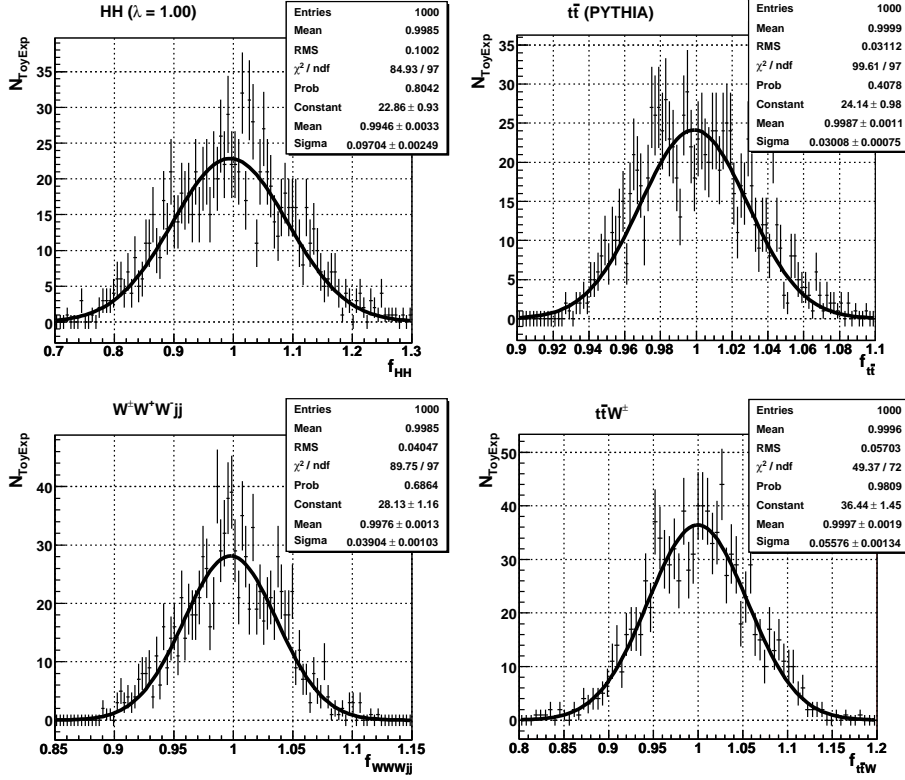 HH (λ = 1.00)
Entries 1000
Mean 0.9985
RMS 0.1002
χ² / ndf 84.93 / 97
Prob 0.8042
Constant 22.86 ± 0.93
Mean 0.9946 ± 0.0033
Sigma 0.09704 ± 0.00249
N_ToyExp
35
30
25
20
15
10
5
0
0.7 0.8 0.9 1 1.1 1.2 1.3
f_HH
tt̄ (PYTHIA)
Entries 1000
Mean 0.9999
RMS 0.03112
χ² / ndf 99.61 / 97
Prob 0.4078
Constant 24.14 ± 0.98
Mean 0.9987 ± 0.0011
Sigma 0.03008 ± 0.00075
N_ToyExp
35
30
25
20
15
10
5
0
0.9 0.92 0.94 0.96 0.98 1 1.02 1.04 1.06 1.08 1.1
f_tt̄
W±W⁺W⁻jj
Entries 1000
Mean 0.9985
RMS 0.04047
χ² / ndf 89.75 / 97
Prob 0.6864
Constant 28.13 ± 1.16
Mean 0.9976 ± 0.0013
Sigma 0.03904 ± 0.00103
N_ToyExp
40
30
20
10
0
0.85 0.9 0.95 1 1.05 1.1 1.15
f_WWWjj
tt̄W±
Entries 1000
Mean 0.9996
RMS 0.05703
χ² / ndf 49.37 / 72
Prob 0.9809
Constant 36.44 ± 1.45
Mean 0.9997 ± 0.0019
Sigma 0.05576 ± 0.00134
N_ToyExp
50
40
30
20
10
0
0.8 0.85 0.9 0.95 1 1.05 1.1 1.15 1.2
f_tt̄W